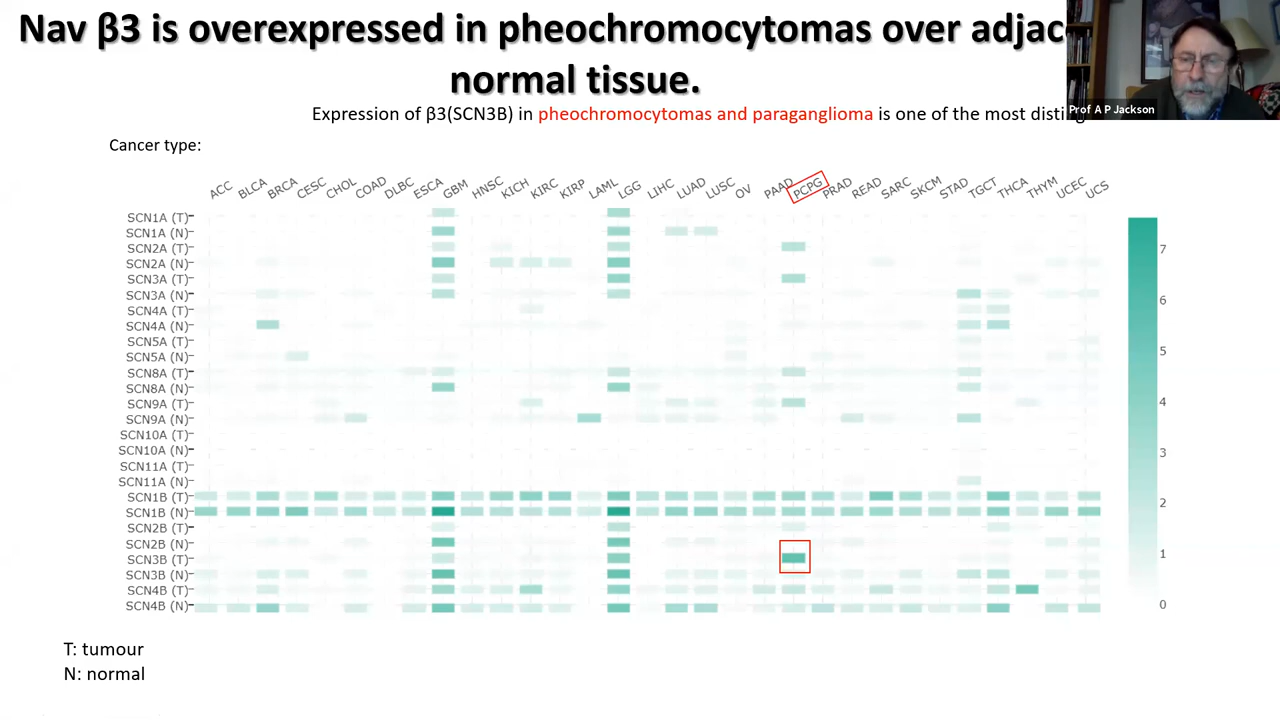 Nav β3 is overexpressed in pheochromocytomas over
normal tissue.
Prof A P Jackson
Expression of β3(SCN3B) in pheochromocytomas and paraganglioma is one of the most
Cancer type:
ACC BLCA BRCA CESC CHOL COAD DLBC ESCA GBM HNSC KICH KIRC KIRP LAML LGG LIHC LUAD LUSC OV PAAD PCPG PRAD READ SARC SKCM STAD TGCT THCA THYM UCEC UCS
SCN1A (T)
SCN1A (N)
SCN2A (T)
SCN2A (N)
SCN3A (T)
SCN3A (N)
SCN4A (T)
SCN4A (N)
SCN5A (T)
SCN5A (N)
SCN8A (T)
SCN8A (N)
SCN9A (T)
SCN9A (N)
SCN10A (T)
SCN10A (N)
SCN11A (T)
SCN11A (N)
SCN1B (T)
SCN1B (N)
SCN2B (T)
SCN2B (N)
SCN3B (T)
SCN3B (N)
SCN4B (T)
SCN4B (N)
7
6
5
4
3
2
1
0
T: tumour
N: normal